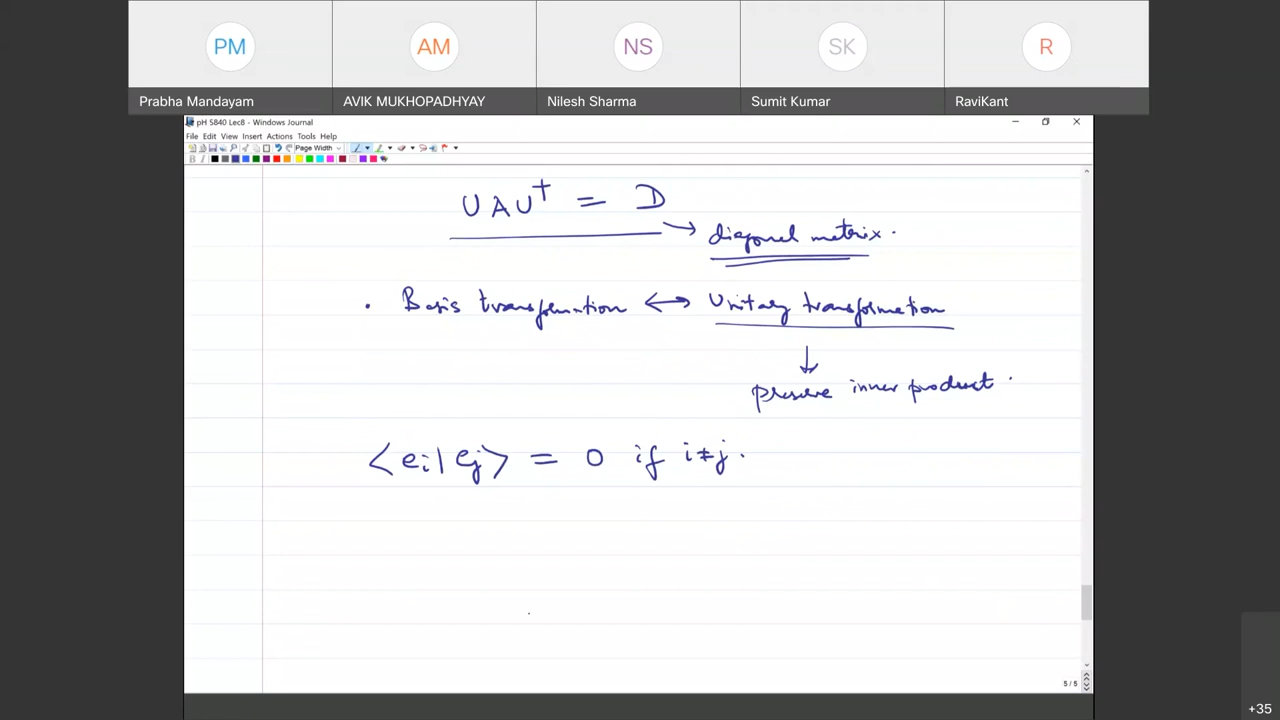 PM AM NS SK R
Prabha Mandayam AVIK MUKHOPADHYAY Nilesh Sharma Sumit Kumar RaviKant
pH 5840 Lec8 - Windows Journal
File Edit View Insert Actions Tools Help
Page Width
B I
U A U† = D
→ diagonal matrix.
· Basis transformation ↔ Unitary transformation
↓
preserve inner product.
<ei|ej> = 0 if i≠j.
5 / 5
+35